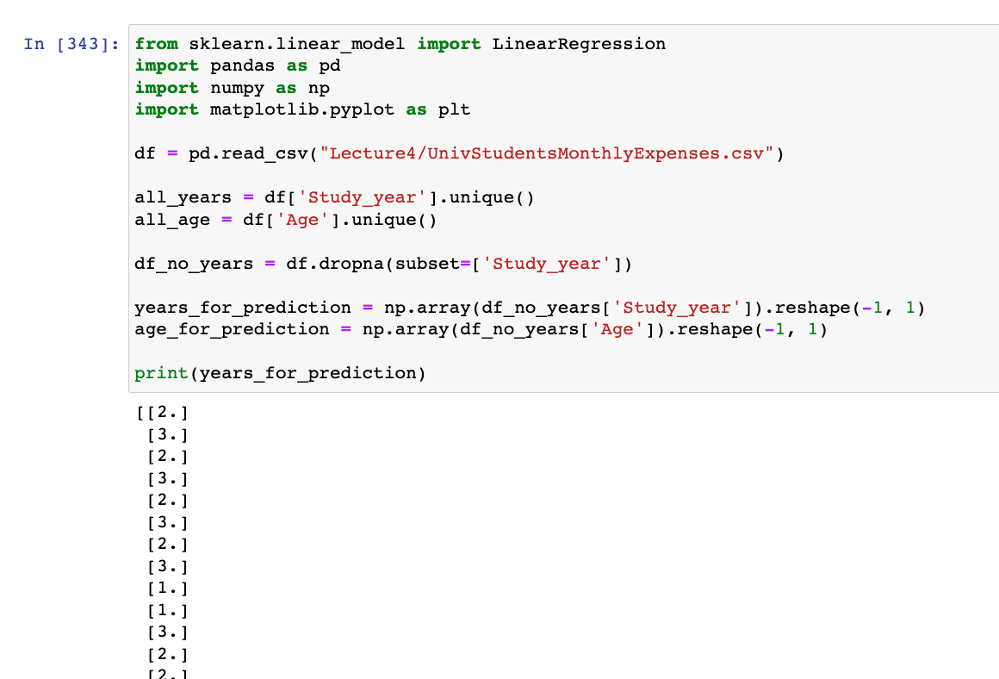 In [343]: from sklearn.linear_model import LinearRegression
import pandas as pd
import numpy as np
import matplotlib.pyplot as plt
df = pd.read_csv("Lecture4/UnivStudentsMonthlyExpenses.csv")
all_years = df['Study_year'].unique()
all_age = df['Age'].unique()
df_no_years = df.dropna(subset=['Study_year'])
years_for_prediction = np.array(df_no_years['Study_year']).reshape(-1, 1)
age_for_prediction = np.array(df_no_years['Age']).reshape(-1, 1)
print(years_for_prediction)
[[2.]
[3.]
[2.]
[3.]
[2.]
[3.]
[2.]
[3.]
[1.]
[1.]
[3.]
[2.]
[2.]